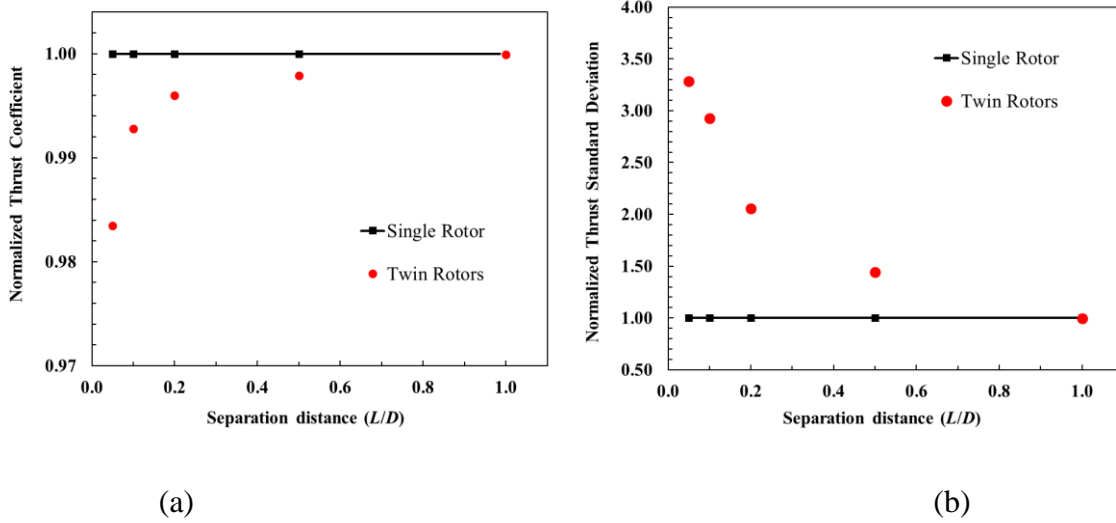 Normalized Thrust Coefficient
1.00
0.99
0.98
0.97
0.0
0.2
0.4
0.6
0.8
1.0
Separation distance (L/D)
Single Rotor
Twin Rotors
(a)
Normalized Thrust Standard Deviation
4.00
3.50
3.00
2.50
2.00
1.50
1.00
0.50
0.0
0.2
0.4
0.6
0.8
1.0
Separation distance (L/D)
Single Rotor
Twin Rotors
(b)